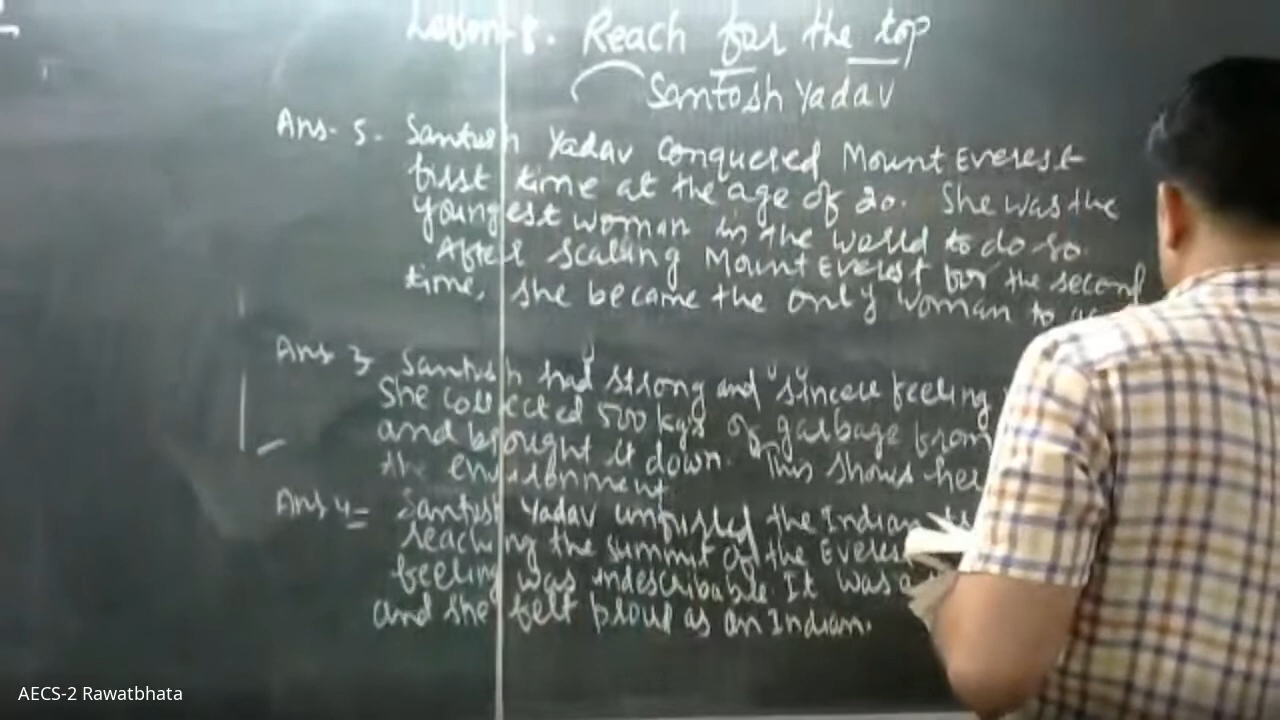 Lesson-8. Reach for the top
Santosh Yadav
Ans- 5. Santosh Yadav conquered Mount Everest
first time at the age of 20. She was the
youngest woman in the world to do so.
After scaling Mount Everest for the second
time, she became the only woman to
Ans 3 Santosh had strong and sincere feeling
She collected 500 kgs of garbage from
and brought it down. This shows her
the environment
Ans 4 = Santosh Yadav unfurled the Indian
reaching the summit of the Everest
feeling was indescribable. It was a
and she felt proud as an Indian.
AECS-2 Rawatbhata